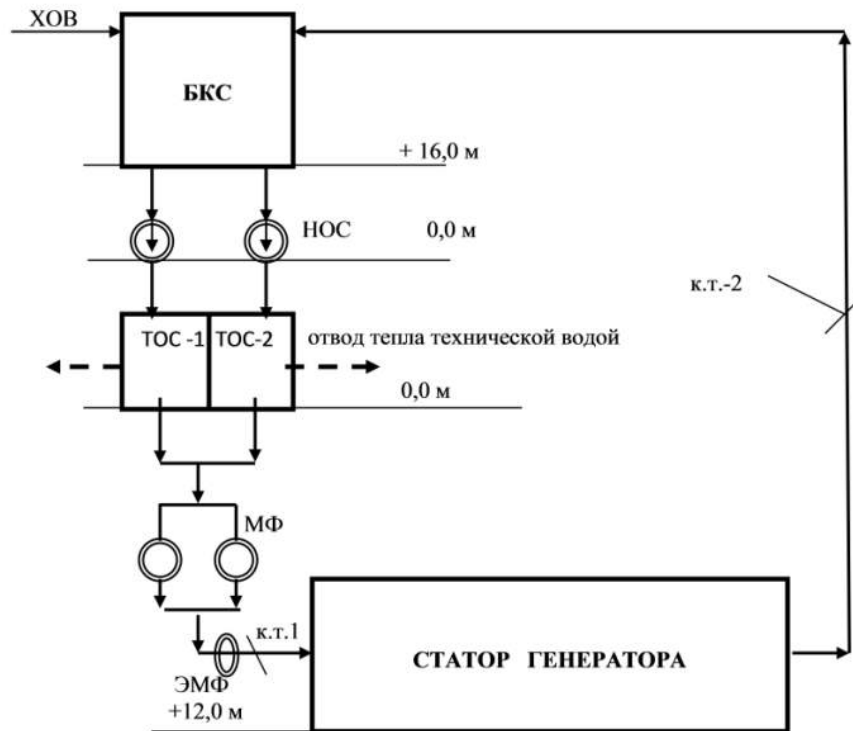 ХОВ
БКС
+ 16,0 м
НОС
0,0 м
к.т.-2
ТОС -1
ТОС-2
отвод тепла технической водой
0,0 м
МФ
к.т.1
ЭМФ
+12,0 м
СТАТОР ГЕНЕРАТОРА